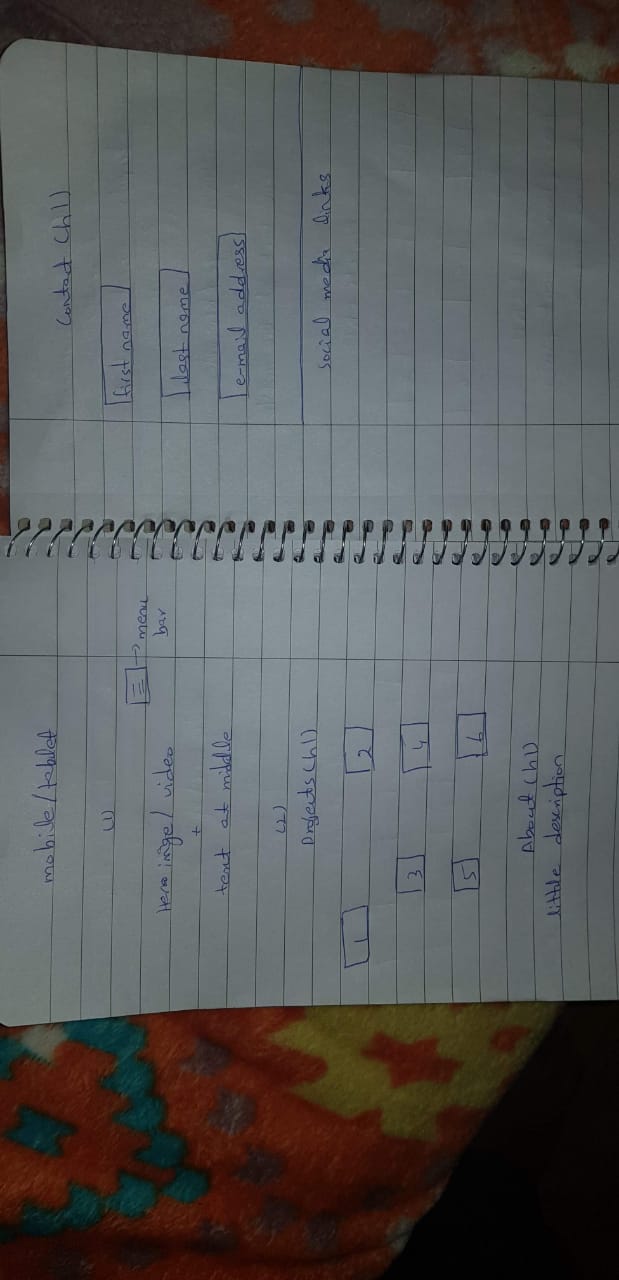 mobile/tablet
(1)
☰ → menu
bar
Hero imge/video
+
text at middle
(2)
Projects (h1)
1 2
3 4
5 6
About (h1)
little description
Contact (h1)
first name
last name
e-mail address
social media links